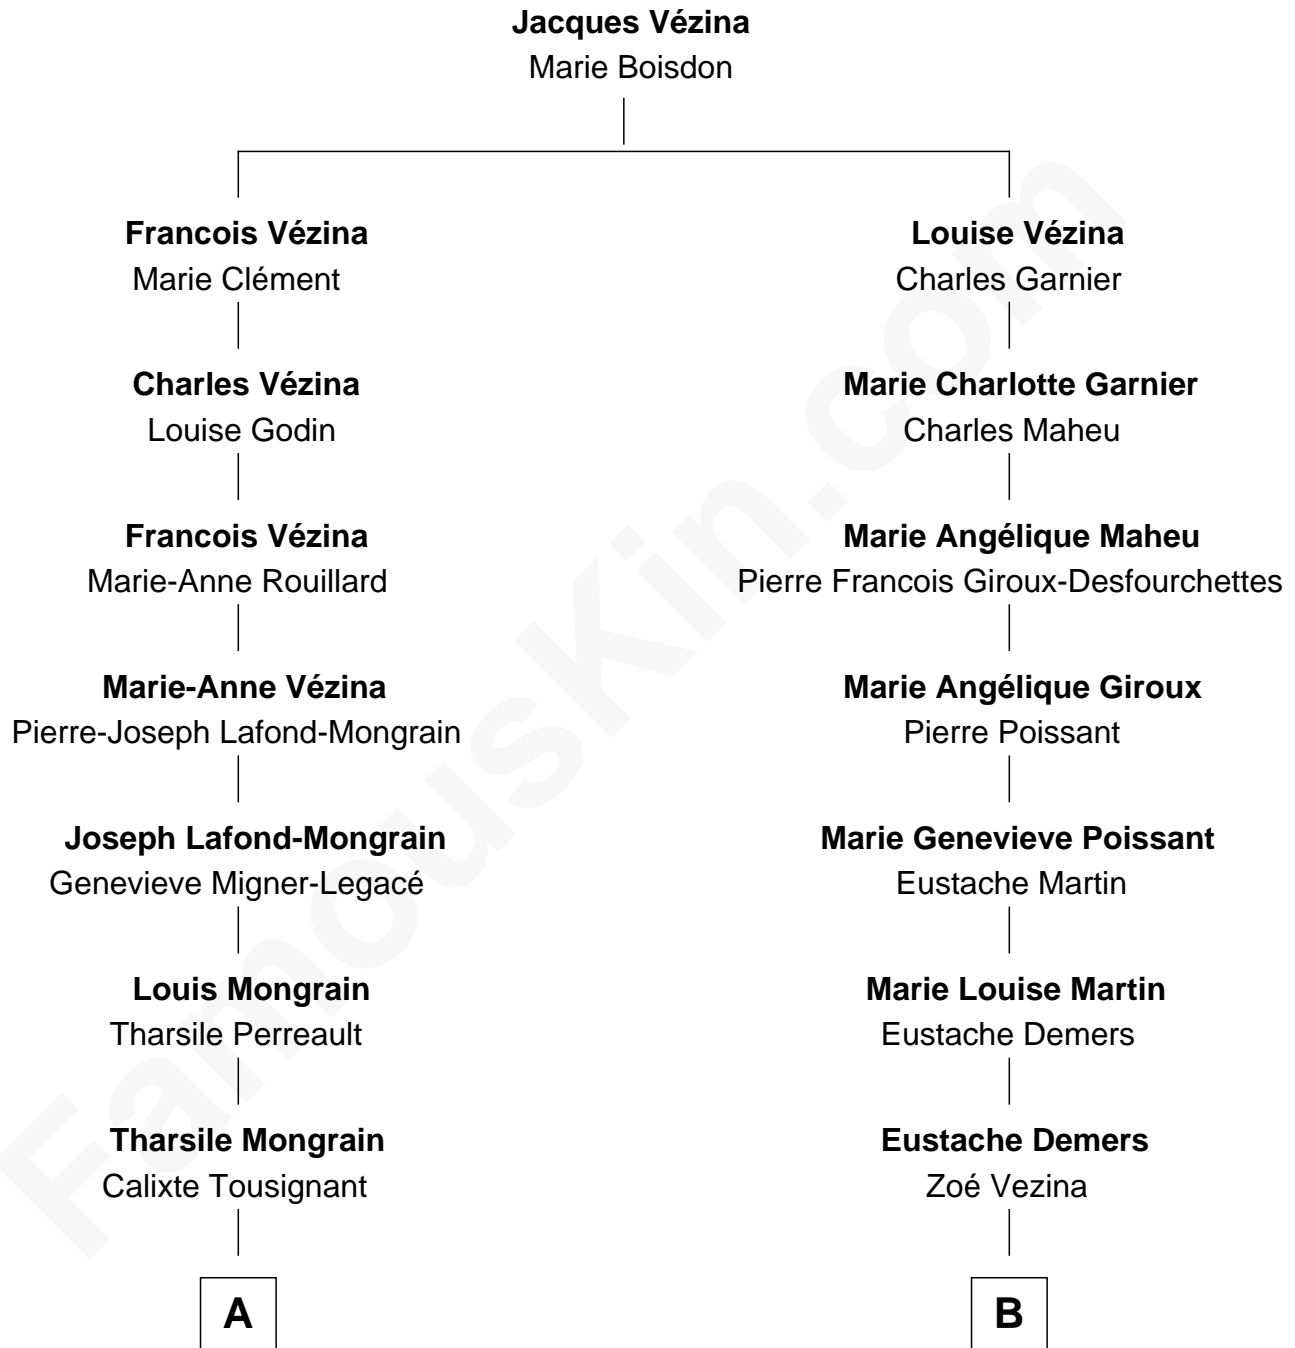 Jacques Vézina
Marie Boisdon
Francois Vézina
Marie Clément
Louise Vézina
Charles Garnier
Charles Vézina
Louise Godin
Marie Charlotte Garnier
Charles Maheu
Francois Vézina
Marie-Anne Rouillard
Marie Angélique Maheu
Pierre Francois Giroux-Desfourchettes
Marie-Anne Vézina
Pierre-Joseph Lafond-Mongrain
Marie Angélique Giroux
Pierre Poissant
Joseph Lafond-Mongrain
Genevieve Migner-Legacé
Marie Genevieve Poissant
Eustache Martin
Louis Mongrain
Tharsile Perreault
Marie Louise Martin
Eustache Demers
Tharsile Mongrain
Calixte Tousignant
Eustache Demers
Zoé Vezina
A
B
FamousKin.com